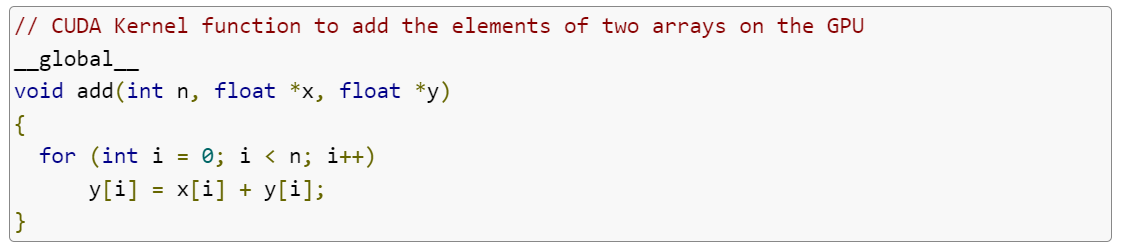 // CUDA Kernel function to add the elements of two arrays on the GPU
__global__
void add(int n, float *x, float *y)
{
  for (int i = 0; i < n; i++)
      y[i] = x[i] + y[i];
}